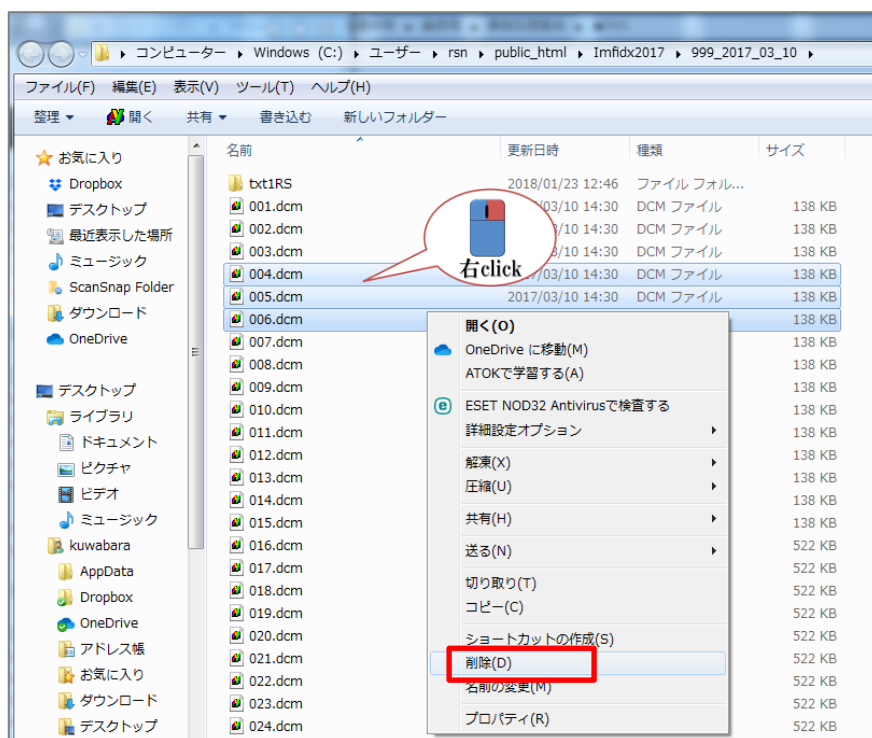 コンピューター ▸ Windows (C:) ▸ ユーザー ▸ rsn ▸ public_html ▸ Imfidx2017 ▸ 999_2017_03_10 ▸
ファイル(F) 編集(E) 表示(V) ツール(T) ヘルプ(H)
整理 開く 共有 書き込む 新しいフォルダー
お気に入り
Dropbox
デスクトップ
最近表示した場所
ミュージック
ScanSnap Folder
ダウンロード
OneDrive
デスクトップ
ライブラリ
ドキュメント
ピクチャ
ビデオ
ミュージック
kuwabara
AppData
Dropbox
OneDrive
アドレス帳
お気に入り
ダウンロード
デスクトップ
名前 更新日時 種類 サイズ
txt1RS 2018/01/23 12:46 ファイル フォル...
001.dcm /03/10 14:30 DCM ファイル 138 KB
002.dcm /10 14:30 DCM ファイル 138 KB
003.dcm 3/10 14:30 DCM ファイル 138 KB
004.dcm 7/03/10 14:30 DCM ファイル 138 KB
005.dcm 2017/03/10 14:30 DCM ファイル 138 KB
006.dcm 138 KB
007.dcm 138 KB
008.dcm 138 KB
009.dcm 138 KB
010.dcm 138 KB
011.dcm 138 KB
012.dcm 138 KB
013.dcm 138 KB
014.dcm 138 KB
015.dcm 138 KB
016.dcm 522 KB
017.dcm 522 KB
018.dcm 522 KB
019.dcm 522 KB
020.dcm 522 KB
021.dcm 522 KB
022.dcm 522 KB
023.dcm 522 KB
024.dcm 522 KB
右click
開く(O)
OneDrive に移動(M)
ATOKで学習する(A)
ESET NOD32 Antivirusで検査する
詳細設定オプション
解凍(X)
圧縮(U)
共有(H)
送る(N)
切り取り(T)
コピー(C)
ショートカットの作成(S)
削除(D)
名前の変更(M)
プロパティ(R)